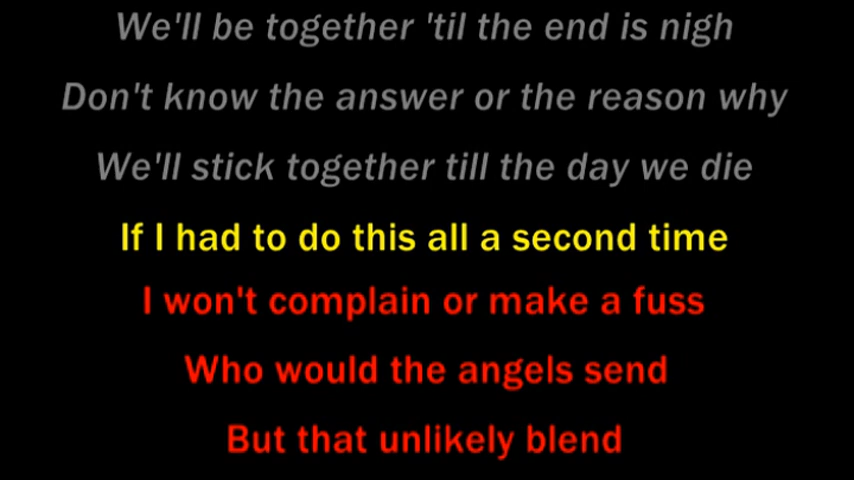 We'll be together 'til the end is nigh
Don't know the answer or the reason why
We'll stick together till the day we die
If I had to do this all a second time
I won't complain or make a fuss
Who would the angels send
But that unlikely blend